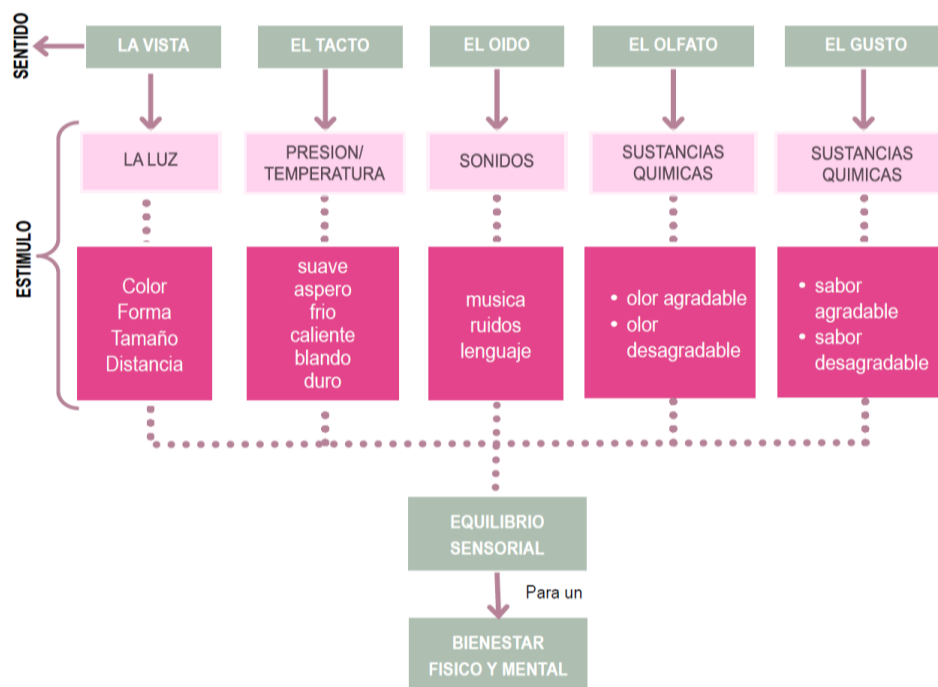 SENTIDO
LA VISTA
EL TACTO
EL OIDO
EL OLFATO
EL GUSTO
ESTIMULO
LA LUZ
PRESION/
TEMPERATURA
SONIDOS
SUSTANCIAS
QUIMICAS
SUSTANCIAS
QUIMICAS
Color
Forma
Tamaño
Distancia
suave
aspero
frio
caliente
blando
duro
musica
ruidos
lenguaje
• olor agradable
• olor
desagradable
• sabor
agradable
• sabor
desagradable
EQUILIBRIO
SENSORIAL
Para un
BIENESTAR
FISICO Y MENTAL